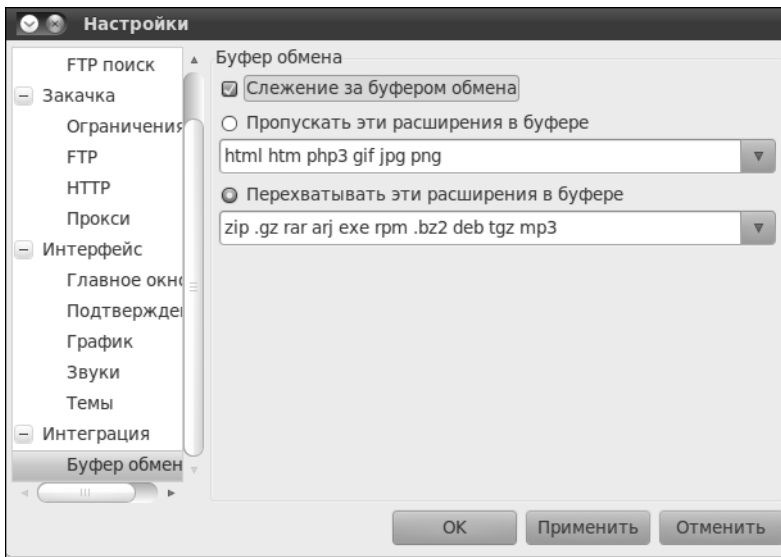 Настройки
FTP поиск
Закачка
Ограничения
FTP
HTTP
Прокси
Интерфейс
Главное окно
Подтвержде
График
Звуки
Темы
Интеграция
Буфер обмен
Буфер обмена
Слежение за буфером обмена
Пропускать эти расширения в буфере
html htm php3 gif jpg png
Перехватывать эти расширения в буфере
zip .gz rar arj exe rpm .bz2 deb tgz mp3
OK
Применить
Отменить